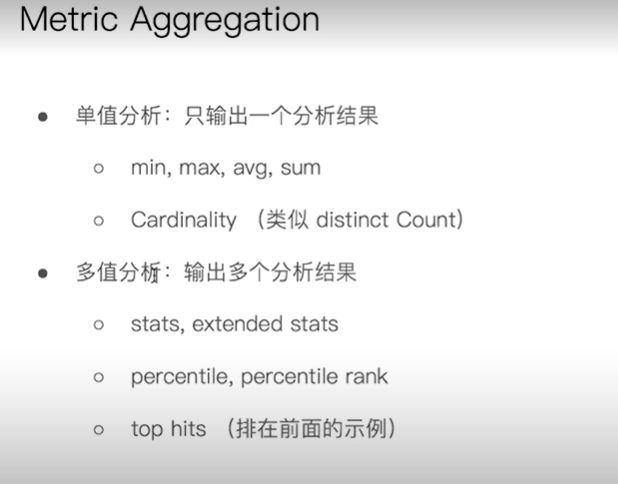 Metric Aggregation
单值分析：只输出一个分析结果
min, max, avg, sum
Cardinality （类似 distinct Count）
多值分析：输出多个分析结果
stats, extended stats
percentile, percentile rank
top hits （排在前面的示例）